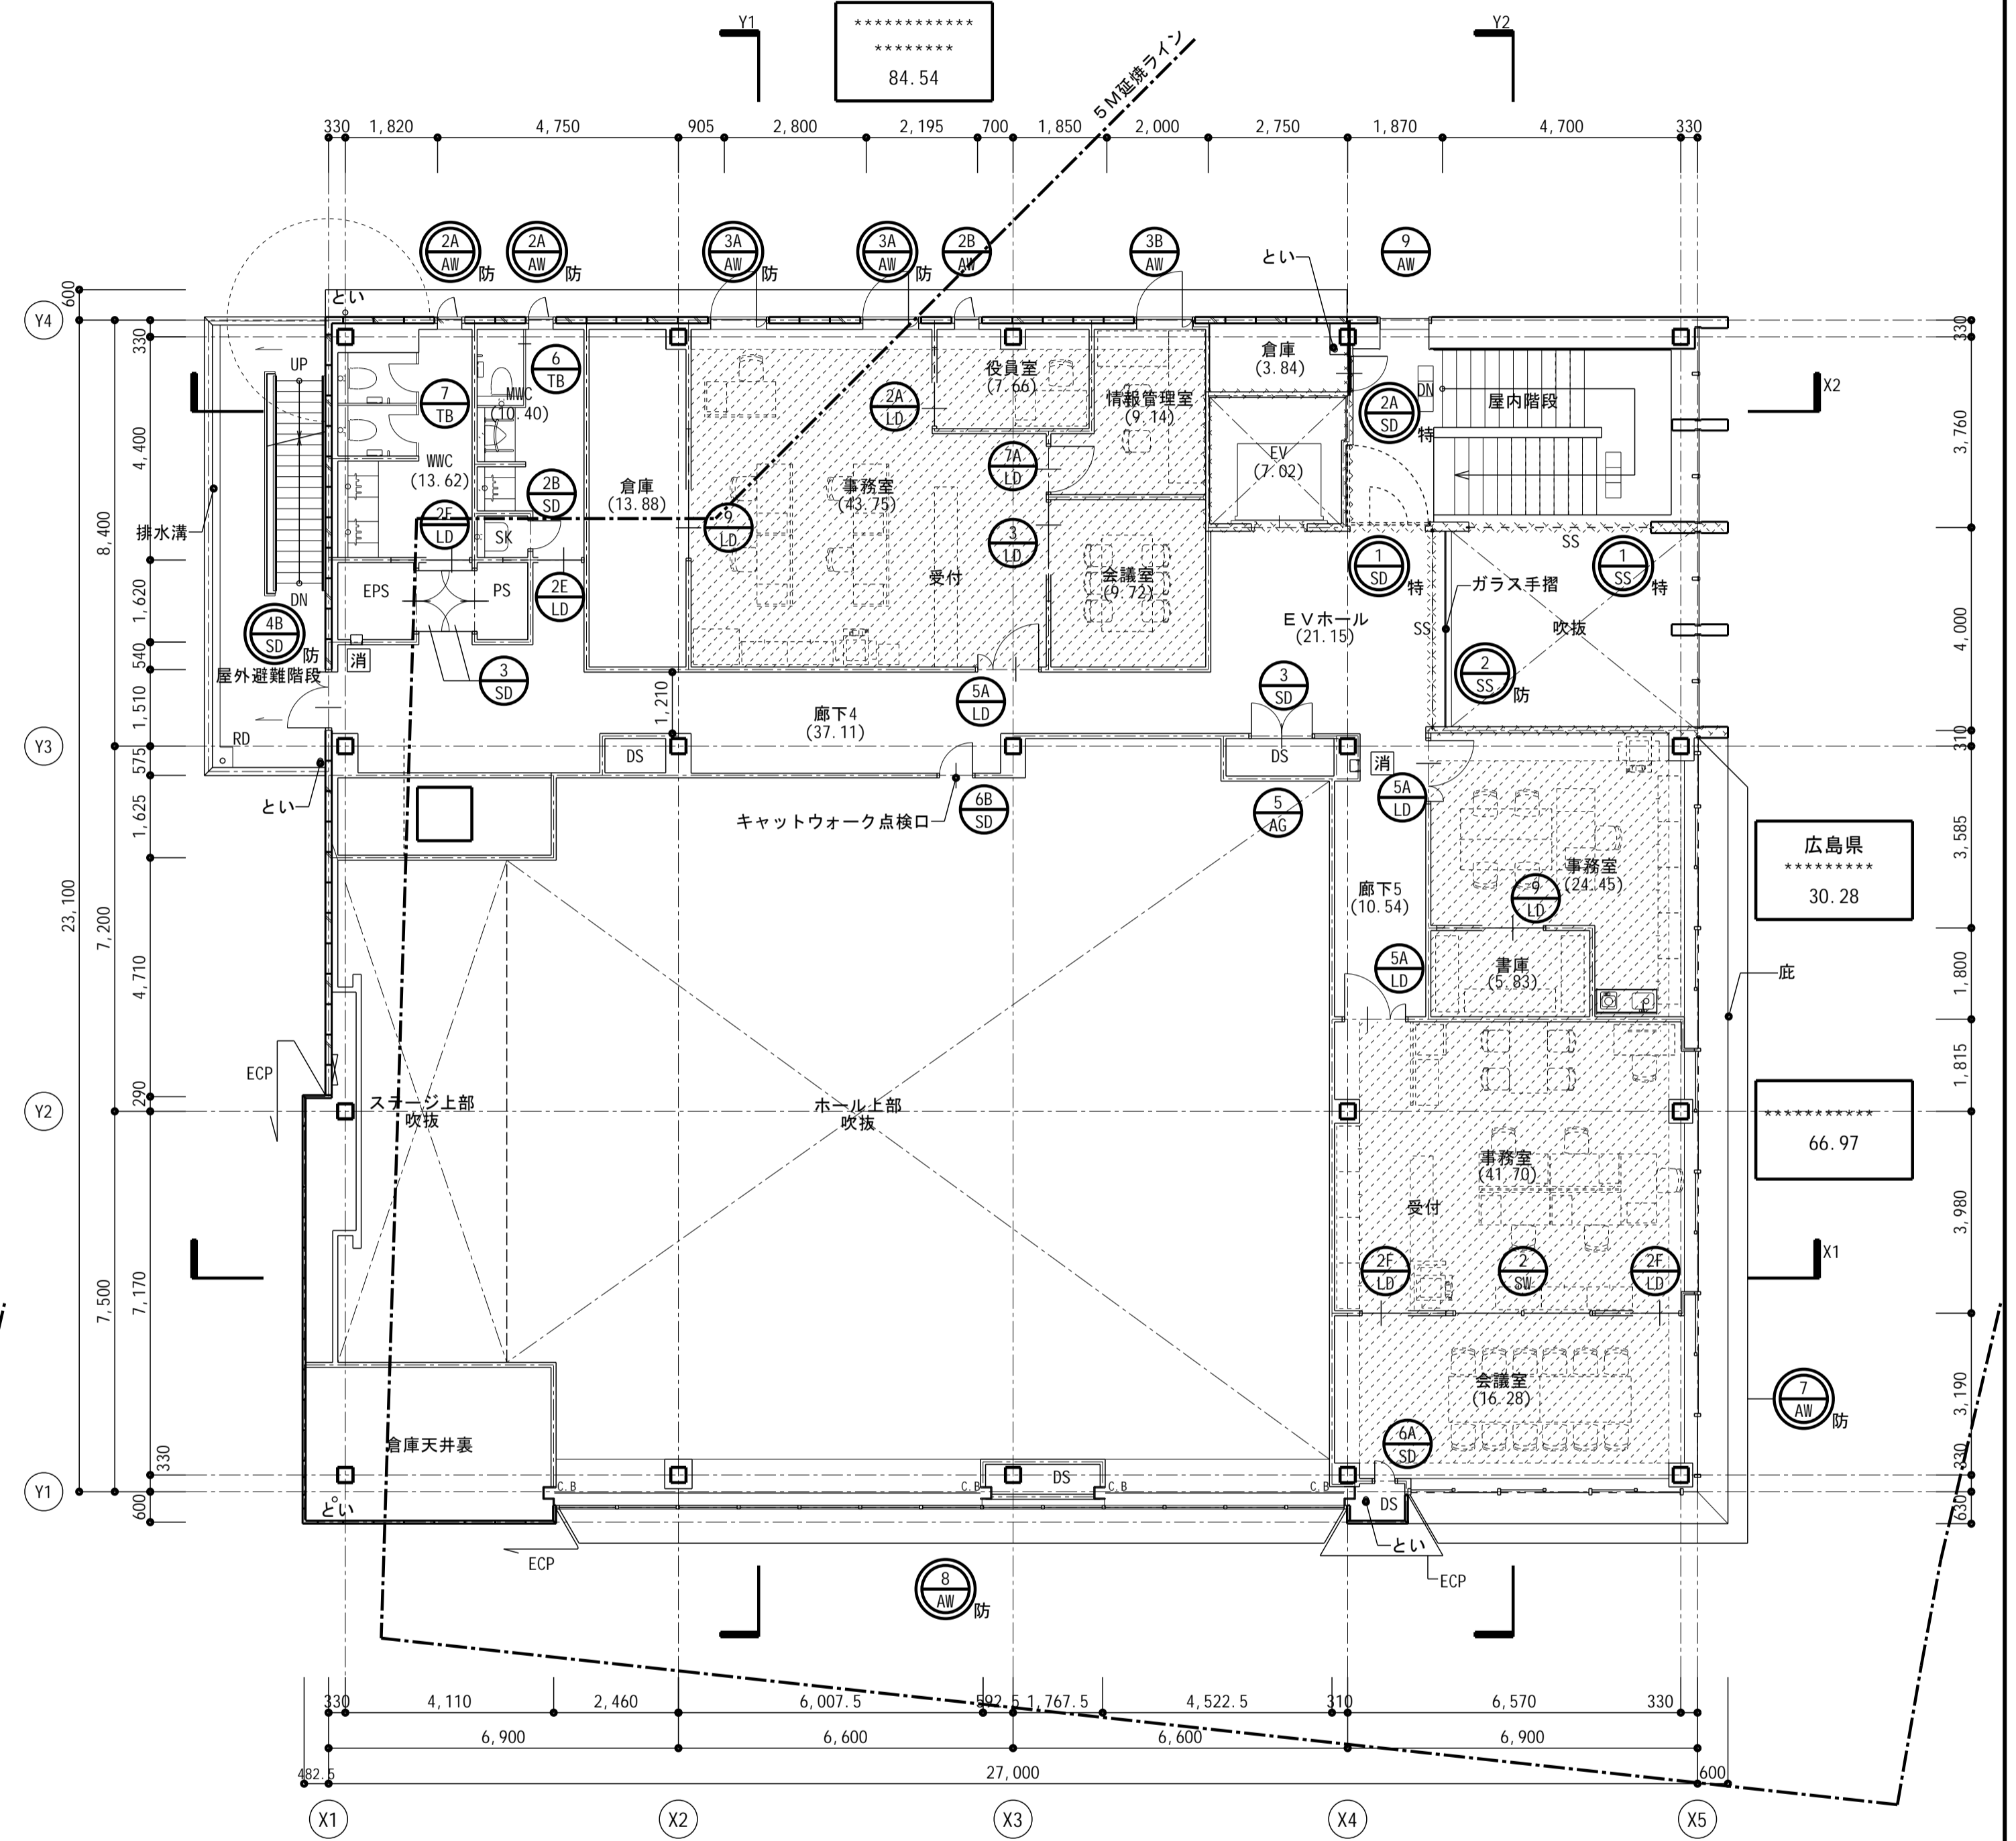 Y1
Y2
************
********
84.54
5M延焼ライン
330
1,820
4,750
905
2,800
2,195
700
1,850
2,000
2,750
1,870
4,700
330
2A
AW
防
2A
AW
防
3A
AW
防
3A
AW
防
2B
AW
3B
AW
とい
9
AW
600
とい
Y4
330
330
UP
6
TB
7
TB
MWC
(10.40)
役員室
(7.66)
2A
LD
情報管理室
(9.14)
倉庫
(3.84)
2A
SD
特
DN
屋内階段
X2
3,760
4,400
WWC
(13.62)
2B
SD
倉庫
(13.88)
事務室
(43.75)
7A
LD
EV
(7.02)
8,400
排水溝
2F
LD
SK
9
LD
3
LD
SS
1
SD
特
1
SS
特
EPS
PS
2E
LD
受付
会議室
(9.72)
ガラス手摺
1,620
DN
4B
SD
防
EVホール
(21.15)
SS
吹抜
4,000
540
消
屋外避難階段
3
SD
3
SD
2
SS
防
1,510
1,210
5A
LD
廊下4
(37.11)
RD
Y3
DS
DS
消
310
575
とい
キャットウォーク点検口
6B
SD
5
AG
5A
LD
1,625
3,585
広島県
*********
30.28
事務室
(24.45)
23,100
7,200
廊下5
(10.54)
9
LD
4,710
5A
LD
書庫
(5.83)
1,800
庇
ECP
1,815
290
Y2
ステージ上部
吹抜
ホール上部
吹抜
***********
66.97
事務室
(41.70)
受付
3,980
X1
7,500
7,170
2F
LD
2
SW
2F
LD
会議室
(16.28)
3,190
7
AW
防
6A
SD
倉庫天井裏
330
330
DS
C.B
C.B
C.B
C.B
Y1
600
とい
DS
630
とい
ECP
ECP
8
AW
防
330
4,110
2,460
6,007.5
592.5
1,767.5
4,522.5
310
6,570
330
6,900
6,600
6,600
6,900
482.5
27,000
600
X1
X2
X3
X4
X5